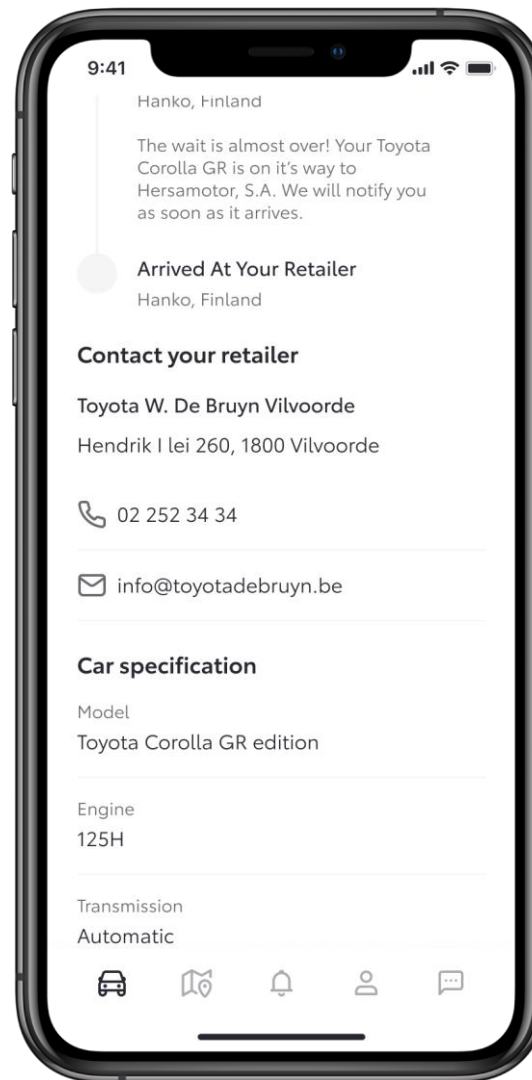 9:41
Hanko, Finland
The wait is almost over! Your Toyota
Corolla GR is on it's way to
Hersamotor, S.A. We will notify you
as soon as it arrives.
Arrived At Your Retailer
Hanko, Finland
Contact your retailer
Toyota W. De Bruyn Vilvoorde
Hendrik I lei 260, 1800 Vilvoorde
02 252 34 34
info@toyotadebruyn.be
Car specification
Model
Toyota Corolla GR edition
Engine
125H
Transmission
Automatic